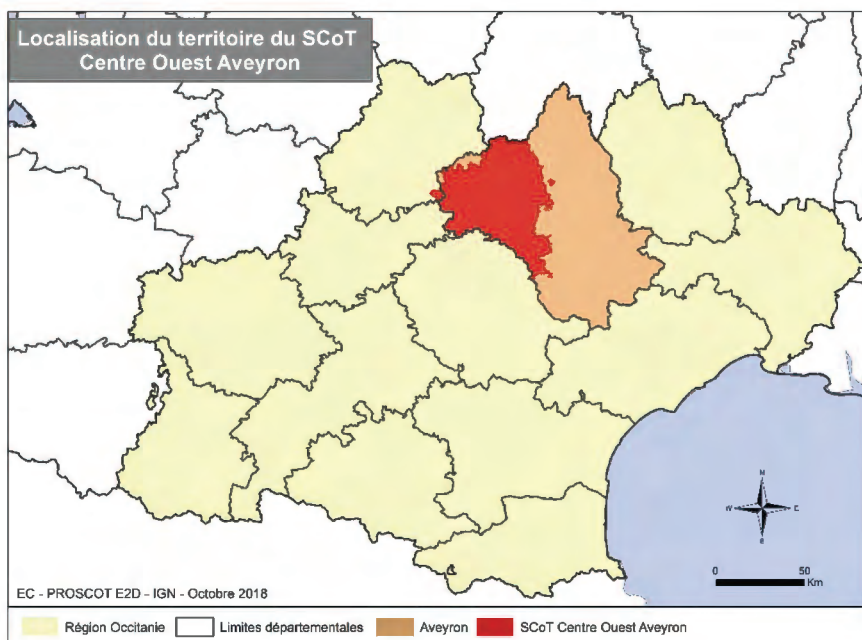 Localisation du territoire du SCoT
Centre Ouest Aveyron
N
W E
S
0 50
Km
EC - PROSCOT E2D - IGN - Octobre 2018
Région Occitanie Limites départementales Aveyron SCoT Centre Ouest Aveyron